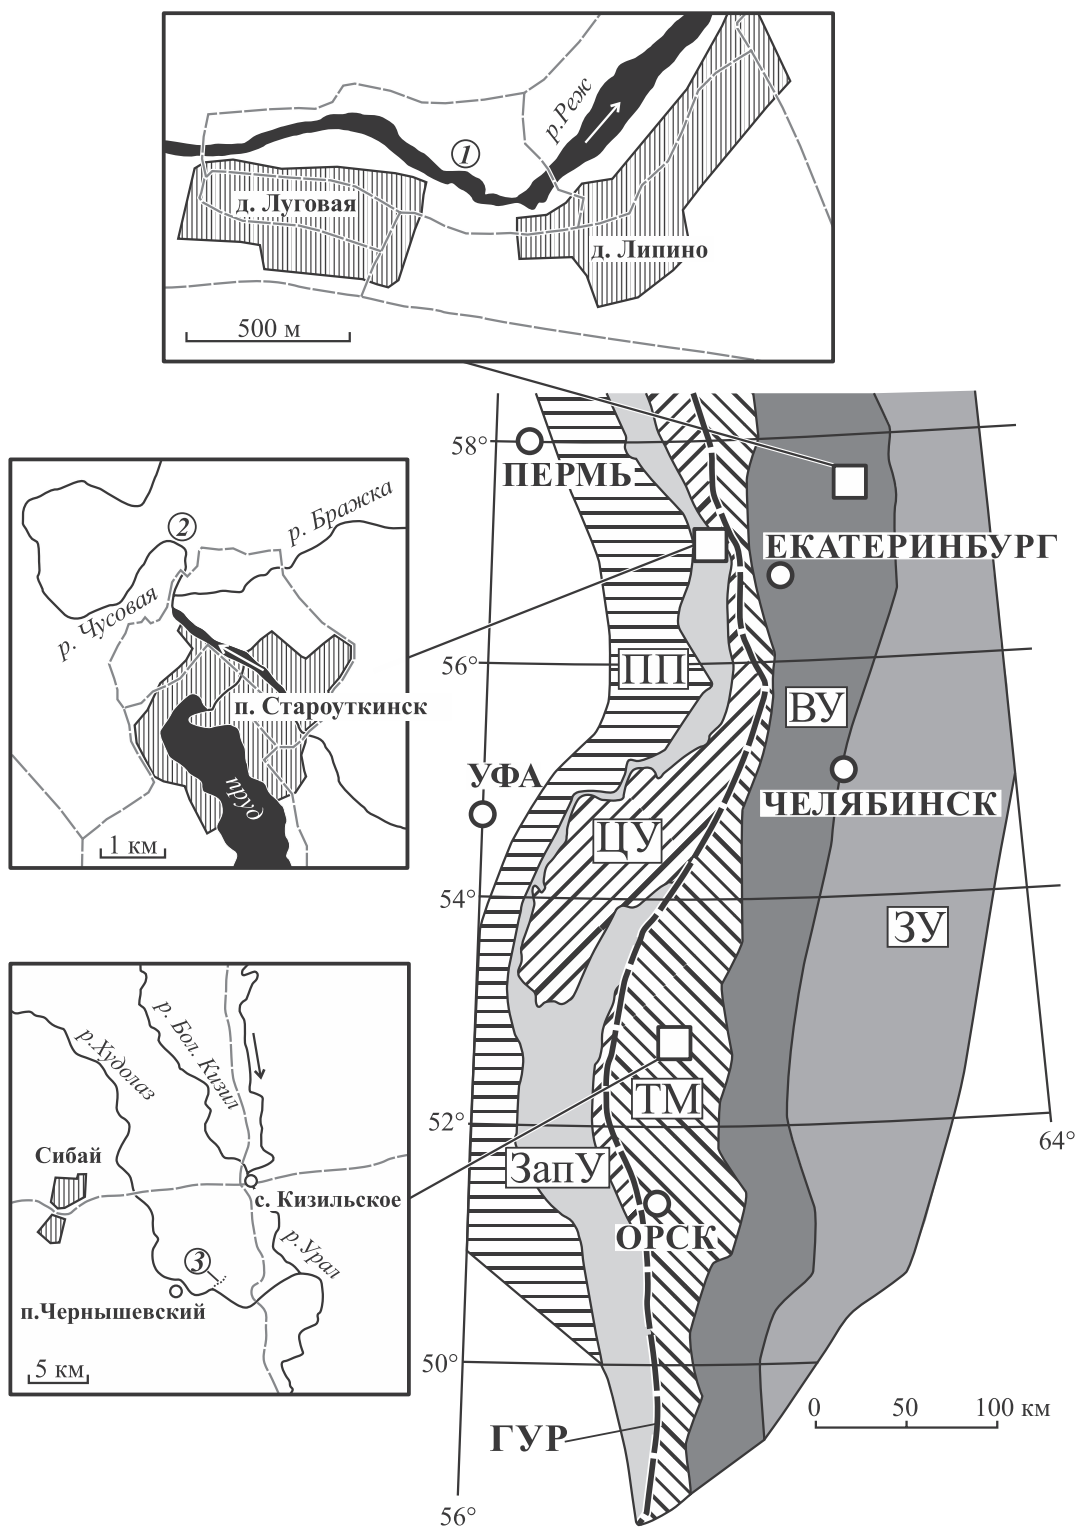 р.Реж
1
д. Луговая
д. Липино
500 м
58°
ПЕРМЬ
ЕКАТЕРИНБУРГ
р. Бражка
2
р. Чусовая
п. Староуткинск
пруд
1 км
56°
ПП
ВУ
УФА
ЧЕЛЯБИНСК
ЦУ
54°
ЗУ
р.Худолаз
р. Бол. Кизил
Сибай
с. Кизильское
р.Урал
3
п.Чернышевский
5 км
ТМ
52°
64°
ЗапУ
ОРСК
50°
ГУР
0 50 100 км
56°